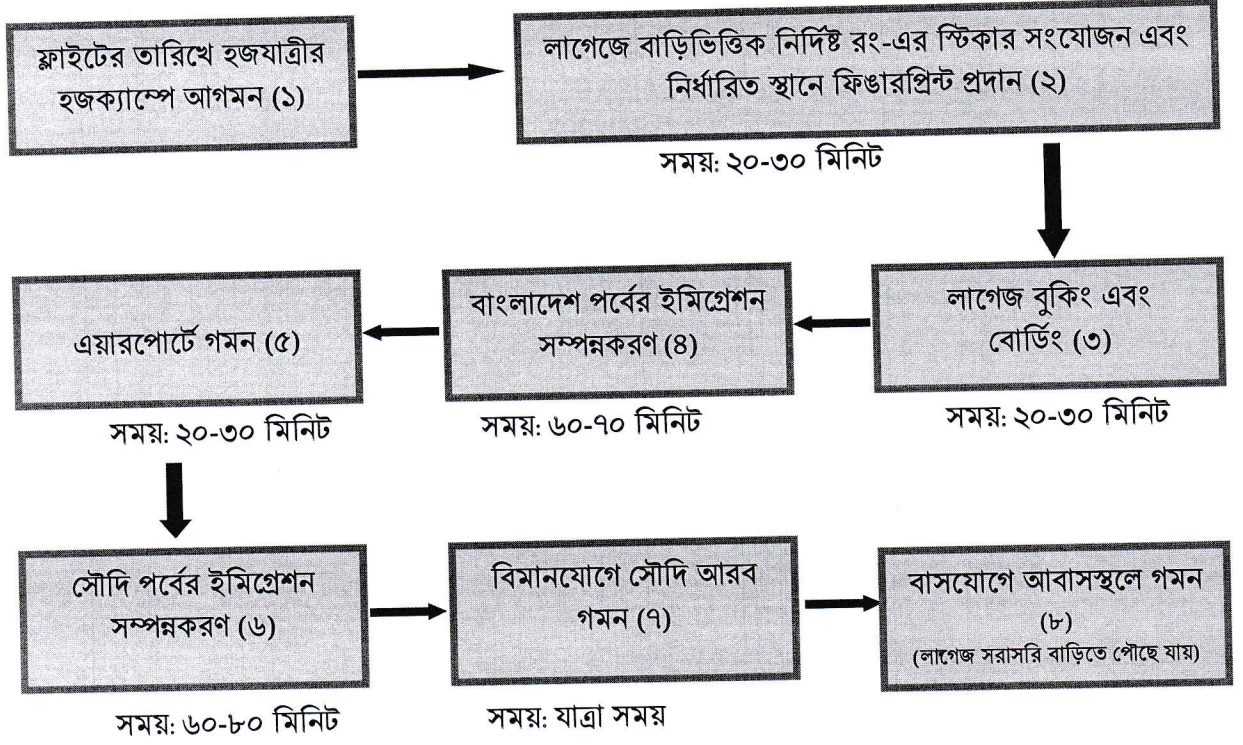 ফ্লাইটের তারিখে হজযাত্রীর
হজক্যাম্পে আগমন (১)
লাগেজে বাড়িভিত্তিক নির্দিষ্ট রং-এর স্টিকার সংযোজন এবং
নির্ধারিত স্থানে ফিঙারপ্রিন্ট প্রদান (২)
সময়: ২০-৩০ মিনিট
লাগেজ বুকিং এবং
বোর্ডিং (৩)
সময়: ২০-৩০ মিনিট
বাংলাদেশ পর্বের ইমিগ্রেশন
সম্পন্নকরণ (৪)
সময়: ৬০-৭০ মিনিট
এয়ারপোর্টে গমন (৫)
সময়: ২০-৩০ মিনিট
সৌদি পর্বের ইমিগ্রেশন
সম্পন্নকরণ (৬)
সময়: ৬০-৮০ মিনিট
বিমানযোগে সৌদি আরব
গমন (৭)
সময়: যাত্রা সময়
বাসযোগে আবাসস্থলে গমন
(৮)
(লাগেজ সরাসরি বাড়িতে পৌছে যায়)